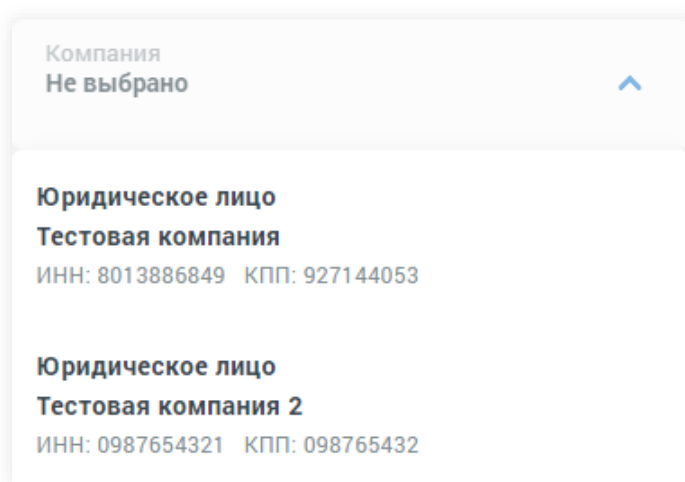 Компания
Не выбрано
Юридическое лицо
Тестовая компания
ИНН: 8013886849 КПП: 927144053
Юридическое лицо
Тестовая компания 2
ИНН: 0987654321 КПП: 098765432